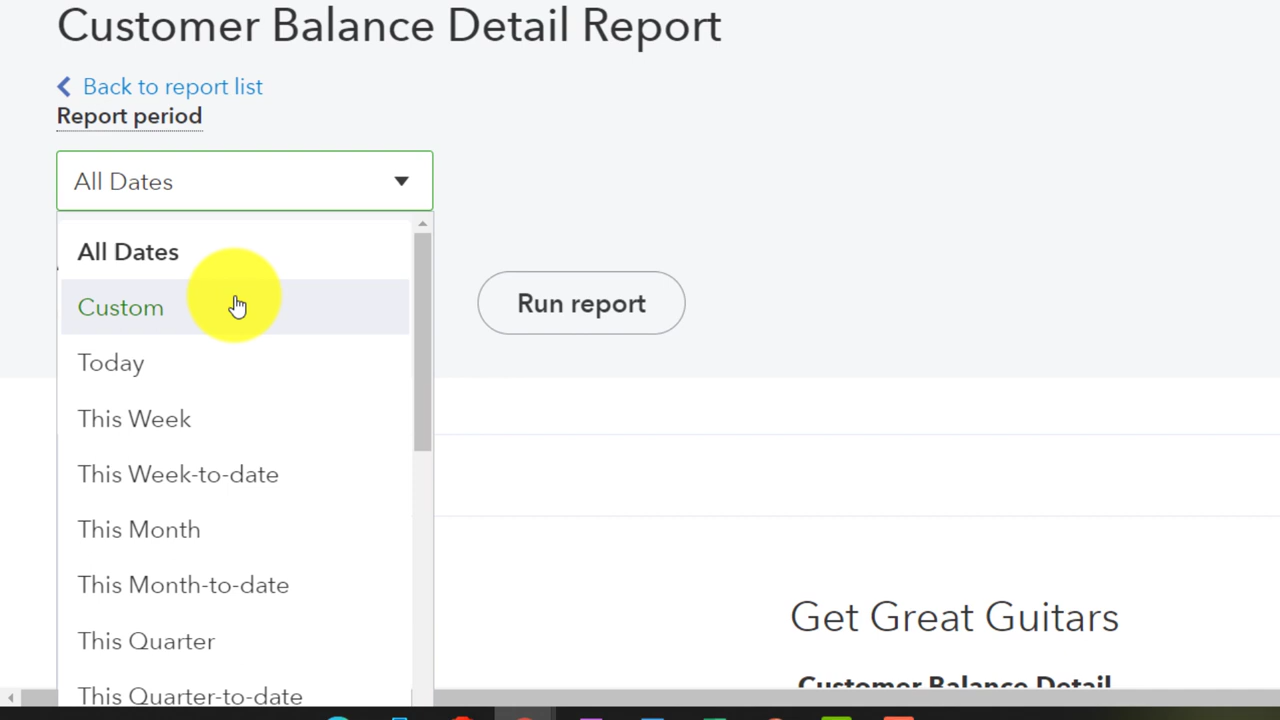 Customer Balance Detail Report
Back to report list
Report period
All Dates
All Dates
Custom
Run report
Today
This Week
This Week-to-date
This Month
This Month-to-date
This Quarter
Get Great Guitars
Customer Balance Detail
This Quarter-to-date